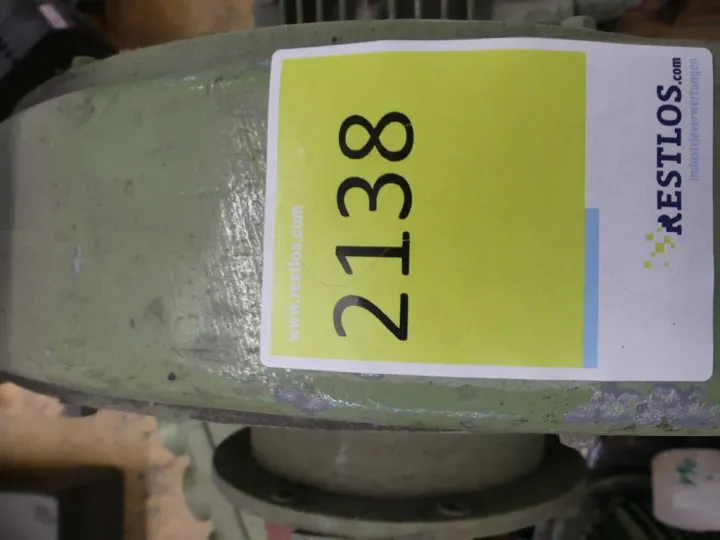 www.restlos.com
2138
RESTLOS.com
Industrieverwertungen